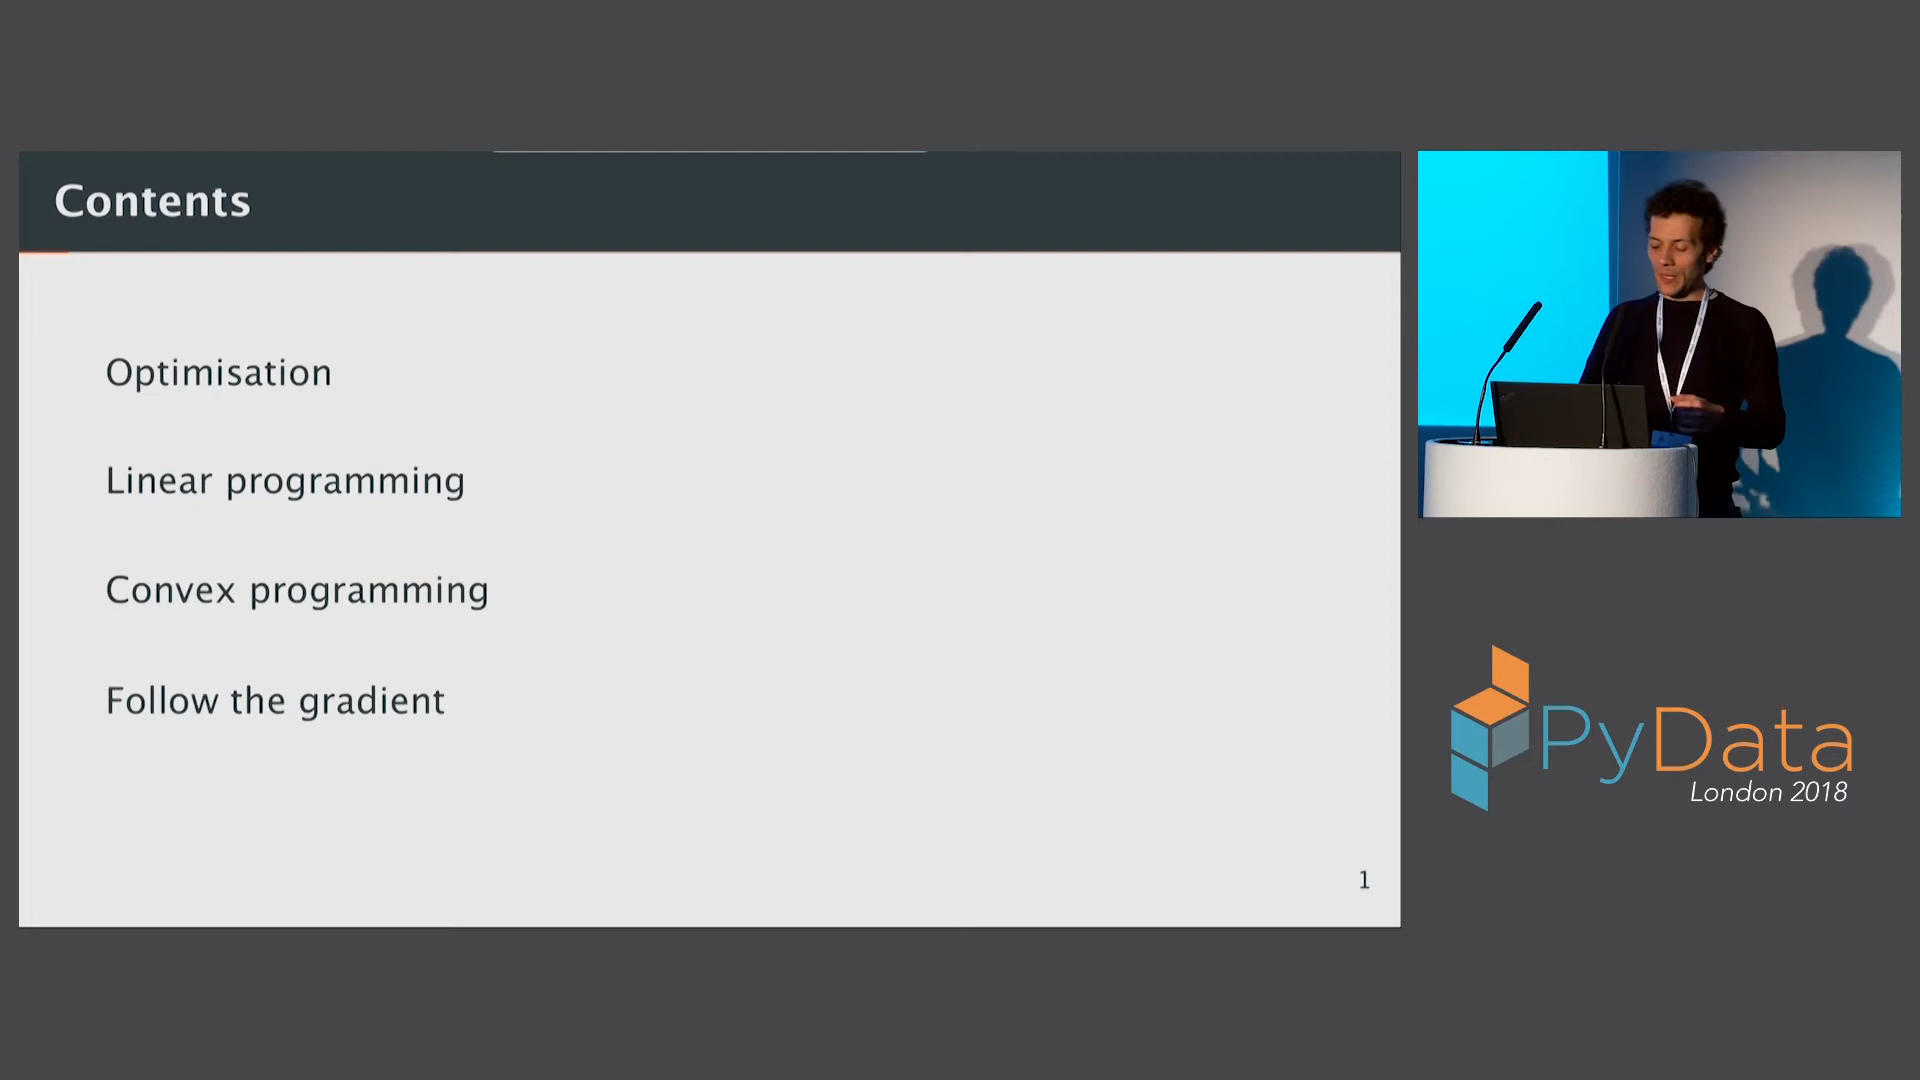 Contents
Optimisation
Linear programming
Convex programming
Follow the gradient
1
PyData
London 2018